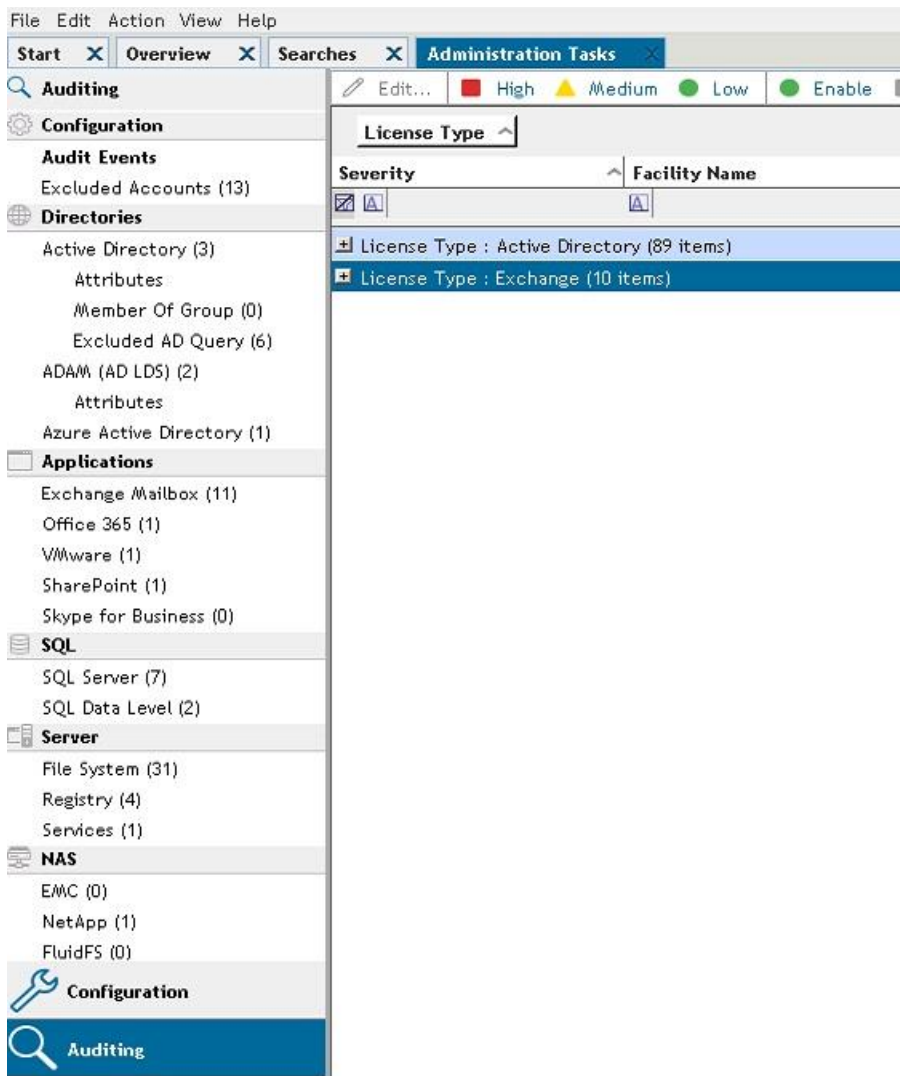 File Edit Action View Help
Start X Overview X Searches X Administration Tasks X
Auditing
Edit... High Medium Low Enable
Configuration
License Type
Audit Events
Severity Facility Name
Excluded Accounts (13)
A A
Directories
Active Directory (3)
License Type : Active Directory (89 items)
Attributes
License Type : Exchange (10 items)
Member Of Group (0)
Excluded AD Query (6)
ADAM (AD LDS) (2)
Attributes
Azure Active Directory (1)
Applications
Exchange Mailbox (11)
Office 365 (1)
VMware (1)
SharePoint (1)
Skype for Business (0)
SQL
SQL Server (7)
SQL Data Level (2)
Server
File System (31)
Registry (4)
Services (1)
NAS
EMC (0)
NetApp (1)
FluidFS (0)
Configuration
Auditing